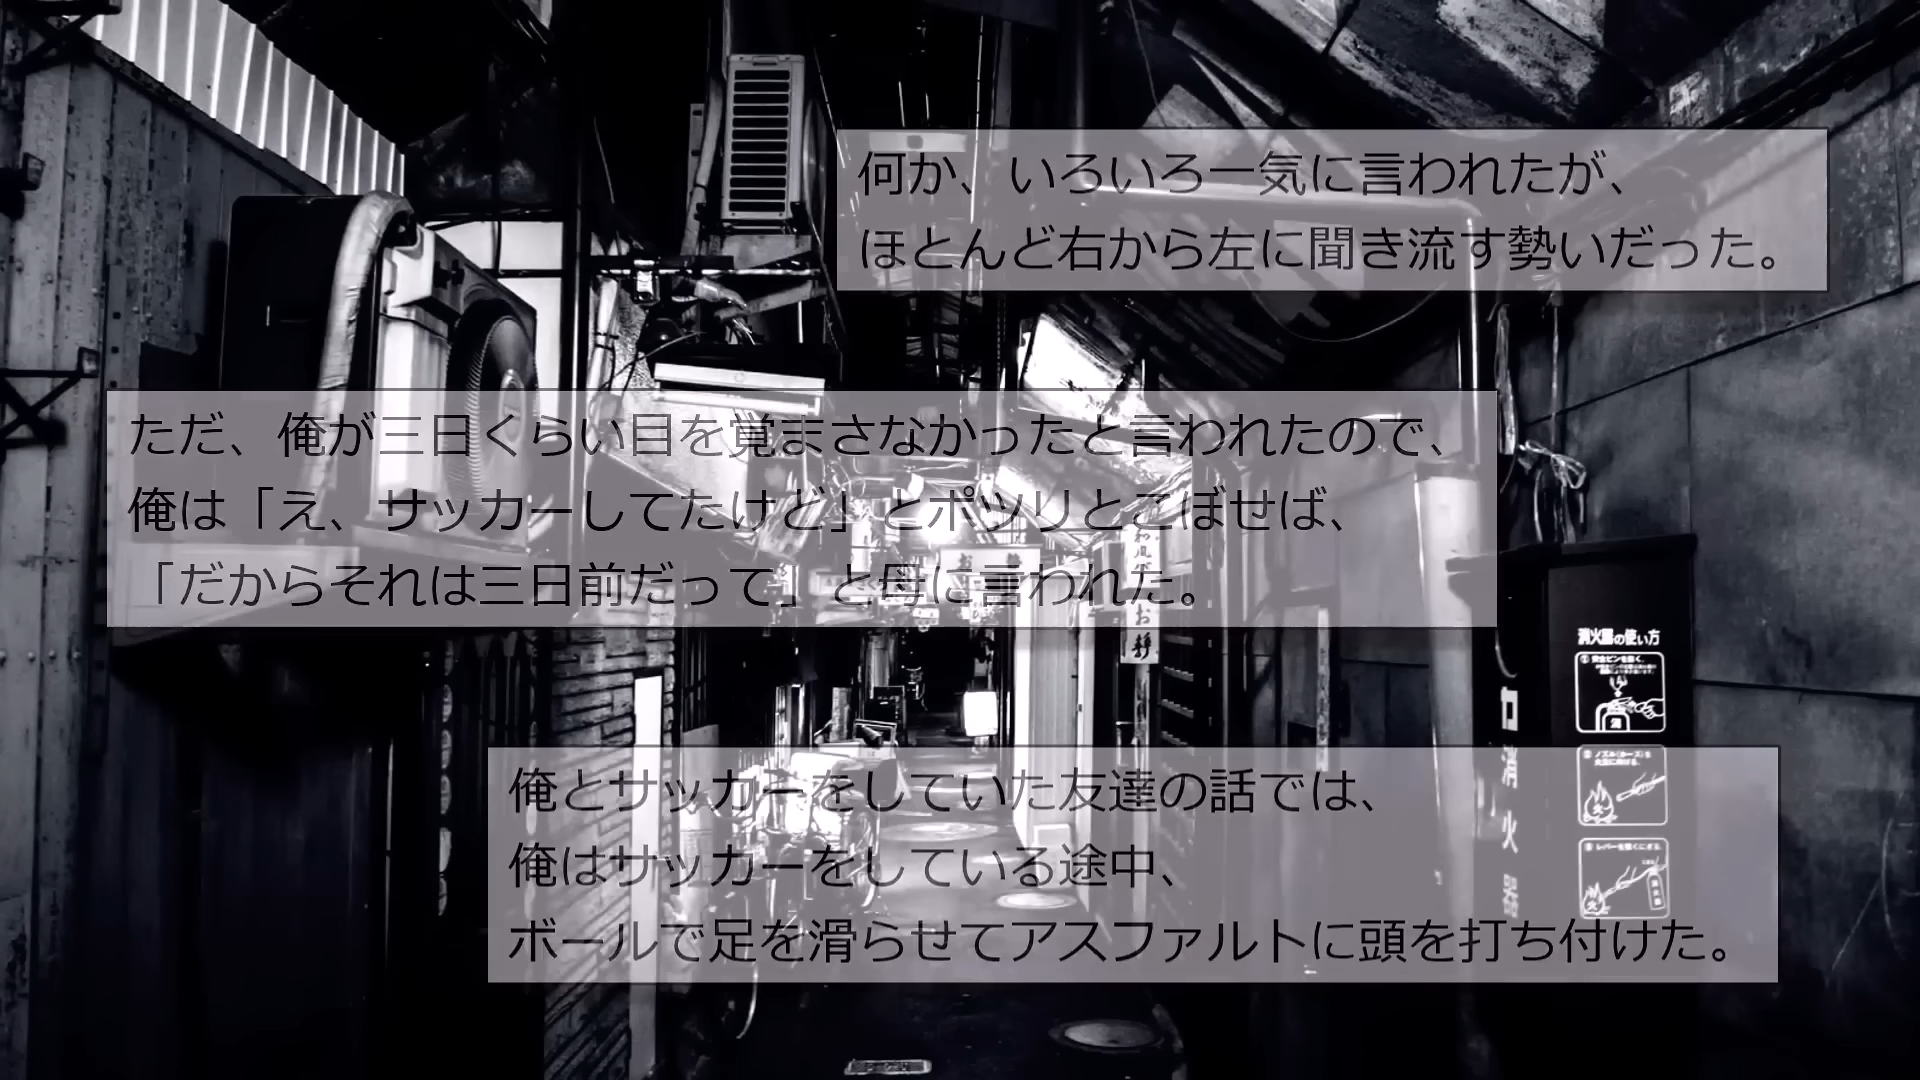 何か、いろいろ一気に言われたが、
ほとんど右から左に聞き流す勢いだった。
ただ、俺が三日くらい目を覚まさなかったと言われたので、
俺は「え、サッカーしてたけど」とポツリとこぼせば、
「だからそれは三日前だって」と母に言われた。
俺とサッカーをしていた友達の話では、
俺はサッカーをしている途中、
ボールで足を滑らせてアスファルトに頭を打ち付けた。
消火器の使い方
消火器